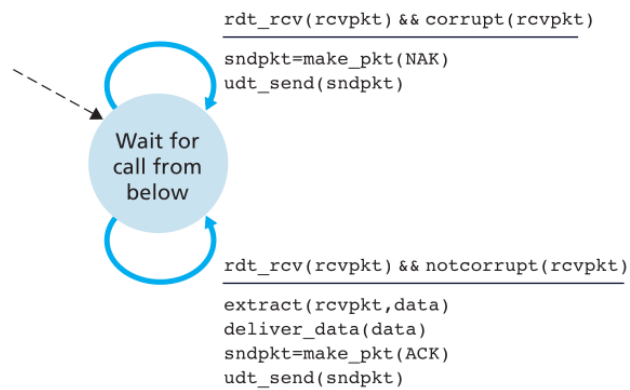 rdt_rcv(rcvpkt) && corrupt(rcvpkt)
sndpkt=make_pkt(NAK)
udt_send(sndpkt)
Wait for
call from
below
rdt_rcv(rcvpkt) && notcorrupt(rcvpkt)
extract(rcvpkt,data)
deliver_data(data)
sndpkt=make_pkt(ACK)
udt_send(sndpkt)